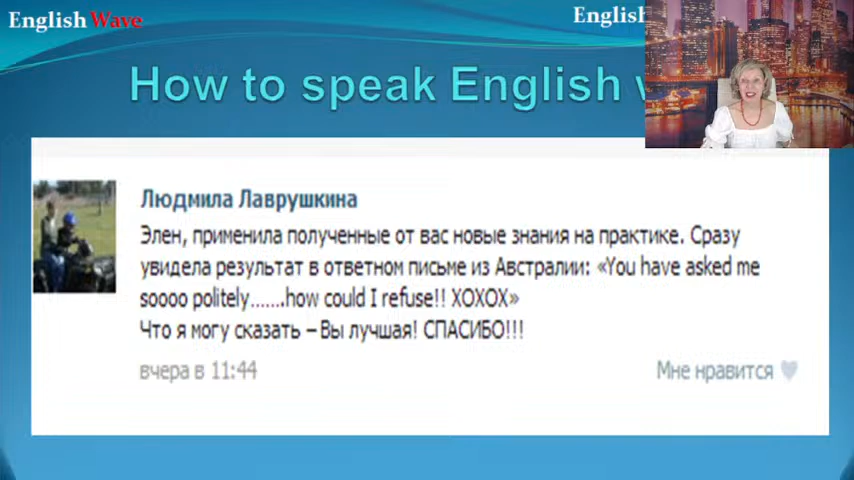 English Wave
English
How to speak English
Людмила Лаврушкина
Элен, применила полученные от вас новые знания на практике. Сразу
увидела результат в ответном письме из Австралии: «You have asked me
soooo politely.......how could I refuse!! XOXOX»
Что я могу сказать – Вы лучшая! СПАСИБО!!!
вчера в 11:44
Мне нравится